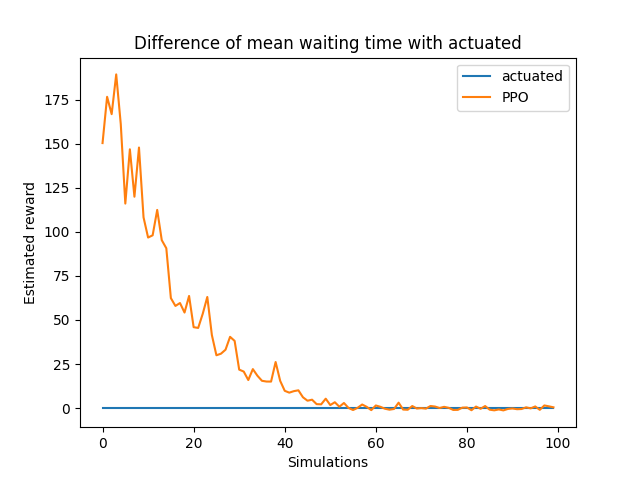 Difference of mean waiting time with actuated
actuated
PPO
Estimated reward
175
150
125
100
75
50
25
0
0 20 40 60 80 100
Simulations